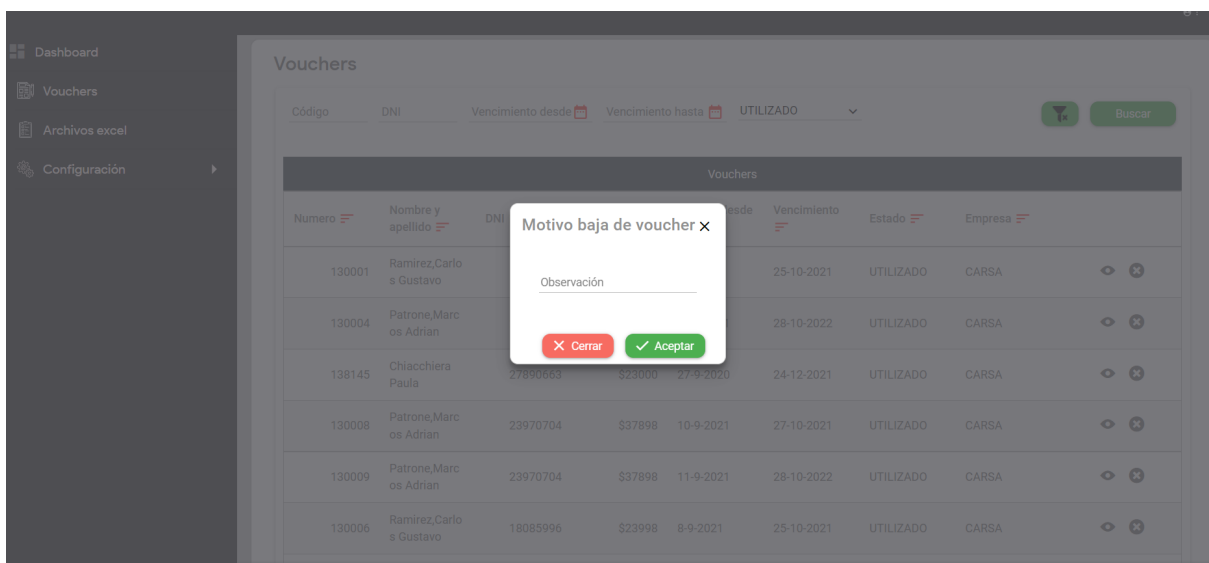 Dashboard
Vouchers
Archivos excel
Configuración
Vouchers
Código DNI Vencimiento desde Vencimiento hasta UTILIZADO Buscar
Vouchers
Numero Nombre y apellido DNI esde Vencimiento Estado Empresa
Motivo baja de voucher
Observación
Cerrar Aceptar
130001 Ramirez,Carlo 25-10-2021 UTILIZADO CARSA
s Gustavo
130004 Patrone,Marc 28-10-2022 UTILIZADO CARSA
os Adrian
138145 Chiacchiera 27890663 $23000 27-9-2020 24-12-2021 UTILIZADO CARSA
Paula
130008 Patrone,Marc 23970704 $37898 10-9-2021 27-10-2021 UTILIZADO CARSA
os Adrian
130009 Patrone,Marc 23970704 $37898 11-9-2021 28-10-2022 UTILIZADO CARSA
os Adrian
130006 Ramirez,Carlo 18085996 $23998 8-9-2021 25-10-2021 UTILIZADO CARSA
s Gustavo